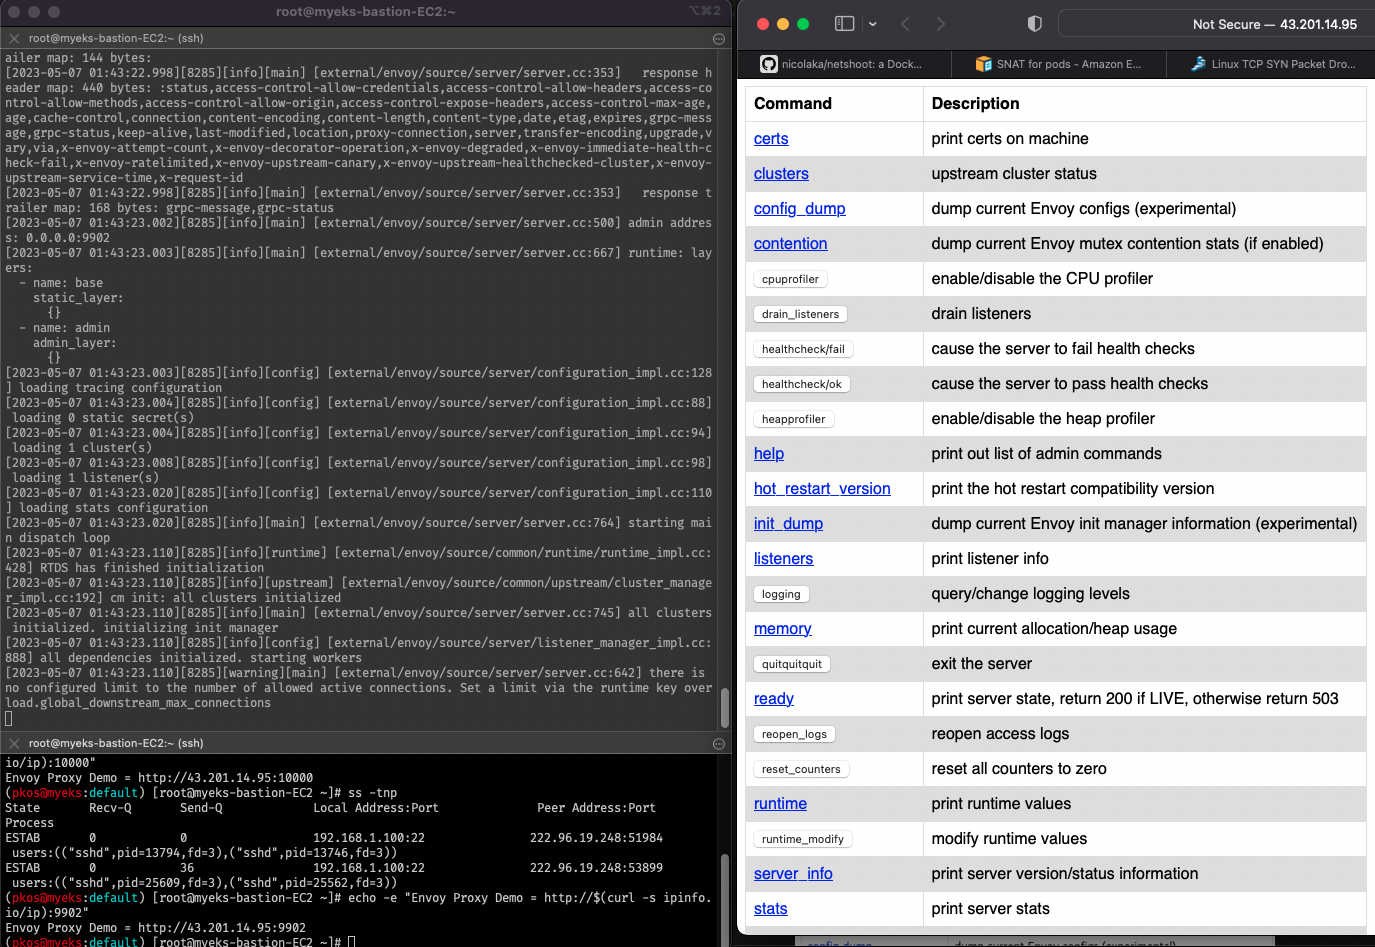 root@myeks-bastion-EC2:~
⌥⌘2
root@myeks-bastion-EC2:~ (ssh)
ailer map: 144 bytes:
[2023-05-07 01:43:22.998][8285][info][main] [external/envoy/source/server/server.cc:353]   response h
eader map: 440 bytes: :status,access-control-allow-credentials,access-control-allow-headers,access-co
ntrol-allow-methods,access-control-allow-origin,access-control-expose-headers,access-control-max-age,
age,cache-control,connection,content-encoding,content-length,content-type,date,etag,expires,grpc-mess
age,grpc-status,keep-alive,last-modified,location,proxy-connection,server,transfer-encoding,upgrade,v
ary,via,x-envoy-attempt-count,x-envoy-decorator-operation,x-envoy-degraded,x-envoy-immediate-health-c
heck-fail,x-envoy-ratelimited,x-envoy-upstream-canary,x-envoy-upstream-healthchecked-cluster,x-envoy-
upstream-service-time,x-request-id
[2023-05-07 01:43:22.998][8285][info][main] [external/envoy/source/server/server.cc:353]   response t
railer map: 168 bytes: grpc-message,grpc-status
[2023-05-07 01:43:23.002][8285][info][main] [external/envoy/source/server/server.cc:500] admin addres
s: 0.0.0.0:9902
[2023-05-07 01:43:23.003][8285][info][main] [external/envoy/source/server/server.cc:667] runtime: lay
ers:
- name: base
static_layer:
{}
- name: admin
admin_layer:
{}
[2023-05-07 01:43:23.003][8285][info][config] [external/envoy/source/server/configuration_impl.cc:128
] loading tracing configuration
[2023-05-07 01:43:23.004][8285][info][config] [external/envoy/source/server/configuration_impl.cc:88]
loading 0 static secret(s)
[2023-05-07 01:43:23.004][8285][info][config] [external/envoy/source/server/configuration_impl.cc:94]
loading 1 cluster(s)
[2023-05-07 01:43:23.008][8285][info][config] [external/envoy/source/server/configuration_impl.cc:98]
loading 1 listener(s)
[2023-05-07 01:43:23.020][8285][info][config] [external/envoy/source/server/configuration_impl.cc:110
] loading stats configuration
[2023-05-07 01:43:23.020][8285][info][main] [external/envoy/source/server/server.cc:764] starting mai
n dispatch loop
[2023-05-07 01:43:23.110][8285][info][runtime] [external/envoy/source/common/runtime/runtime_impl.cc:
428] RTDS has finished initialization
[2023-05-07 01:43:23.110][8285][info][upstream] [external/envoy/source/common/upstream/cluster_manage
r_impl.cc:192] cm init: all clusters initialized
[2023-05-07 01:43:23.110][8285][info][main] [external/envoy/source/server/server.cc:745] all clusters
initialized. initializing init manager
[2023-05-07 01:43:23.110][8285][info][config] [external/envoy/source/server/listener_manager_impl.cc:
888] all dependencies initialized. starting workers
[2023-05-07 01:43:23.110][8285][warning][main] [external/envoy/source/server/server.cc:642] there is
no configured limit to the number of allowed active connections. Set a limit via the runtime key over
load.global_downstream_max_connections
root@myeks-bastion-EC2:~ (ssh)
io/ip):10000"
Envoy Proxy Demo = http://43.201.14.95:10000
(pkos@myeks:default) [root@myeks-bastion-EC2 ~]# ss -tnp
State Recv-Q Send-Q Local Address:Port Peer Address:Port
Process
ESTAB 0 0 192.168.1.100:22 222.96.19.248:51984
users:(("sshd",pid=13794,fd=3),("sshd",pid=13746,fd=3))
ESTAB 0 36 192.168.1.100:22 222.96.19.248:53899
users:(("sshd",pid=25609,fd=3),("sshd",pid=25562,fd=3))
(pkos@myeks:default) [root@myeks-bastion-EC2 ~]# echo -e "Envoy Proxy Demo = http://$(curl -s ipinfo.
io/ip):9902"
Envoy Proxy Demo = http://43.201.14.95:9902
(pkos@myeks:default) [root@myeks-bastion-EC2 ~]#
Not Secure — 43.201.14.95
nicolaka/netshoot: a Dock...
SNAT for pods - Amazon E...
Linux TCP SYN Packet Dro...
Command Description
certs print certs on machine
clusters upstream cluster status
config_dump dump current Envoy configs (experimental)
contention dump current Envoy mutex contention stats (if enabled)
cpuprofiler enable/disable the CPU profiler
drain_listeners drain listeners
healthcheck/fail cause the server to fail health checks
healthcheck/ok cause the server to pass health checks
heapprofiler enable/disable the heap profiler
help print out list of admin commands
hot_restart_version print the hot restart compatibility version
init_dump dump current Envoy init manager information (experimental)
listeners print listener info
logging query/change logging levels
memory print current allocation/heap usage
quitquitquit exit the server
ready print server state, return 200 if LIVE, otherwise return 503
reopen_logs reopen access logs
reset_counters reset all counters to zero
runtime print runtime values
runtime_modify modify runtime values
server_info print server version/status information
stats print server stats
config_dump dump current Envoy configs (experimental)